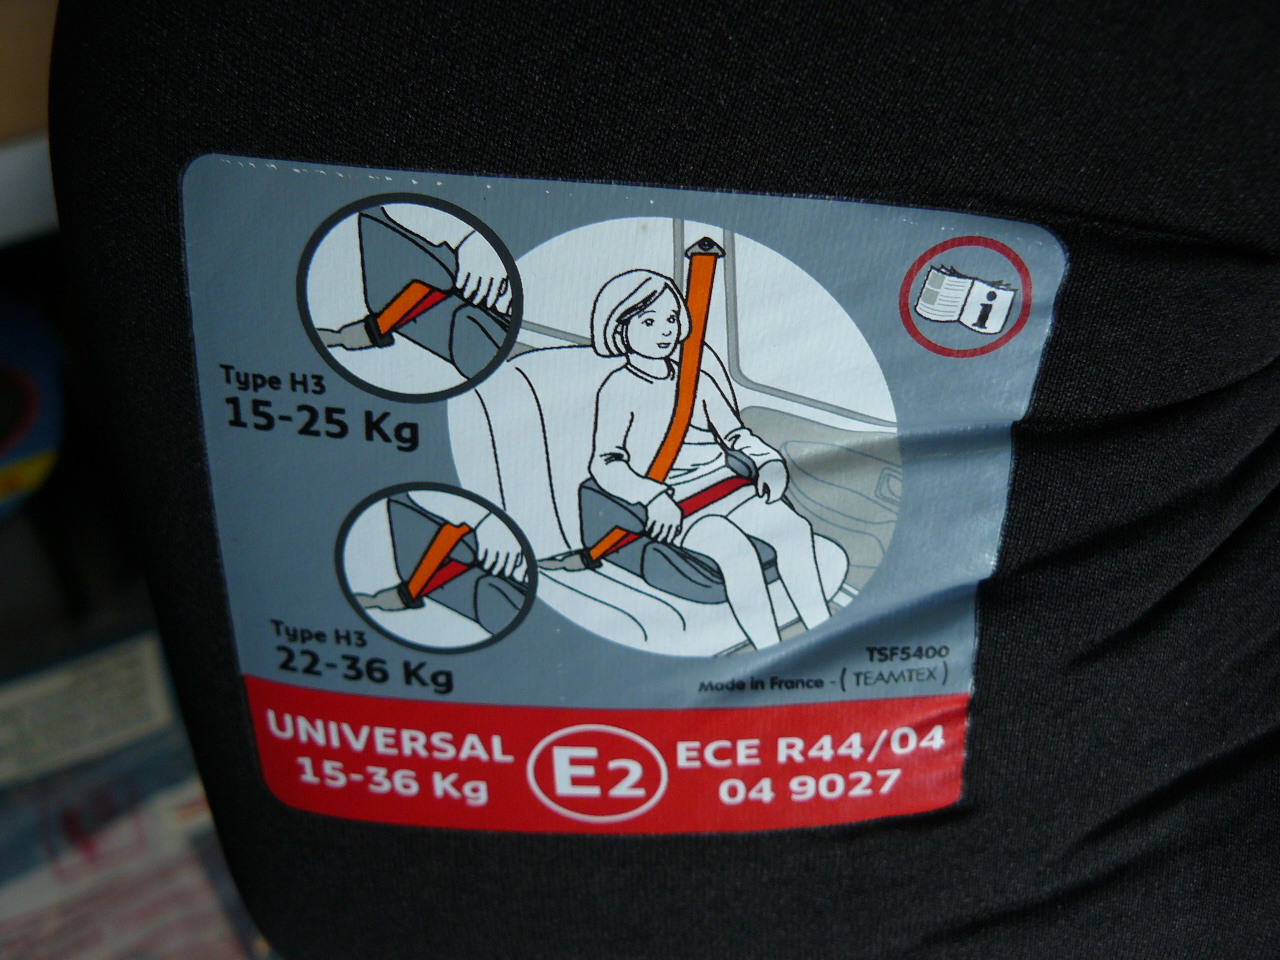 Type H3
15-25 Kg
Type H3
22-36 Kg
i
TSF5400
Made in France - ( TEAMTEX )
UNIVERSAL
15-36 Kg
E2
ECE R44/04
04 9027